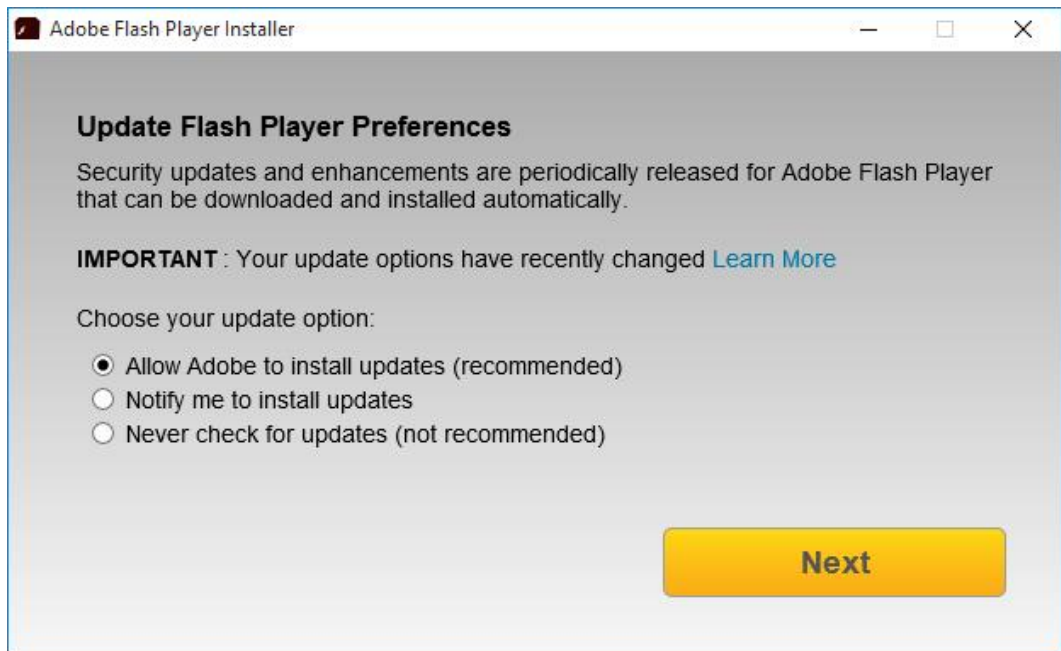 Adobe Flash Player Installer
Update Flash Player Preferences
Security updates and enhancements are periodically released for Adobe Flash Player
that can be downloaded and installed automatically.
IMPORTANT : Your update options have recently changed Learn More
Choose your update option:
Allow Adobe to install updates (recommended)
Notify me to install updates
Never check for updates (not recommended)
Next